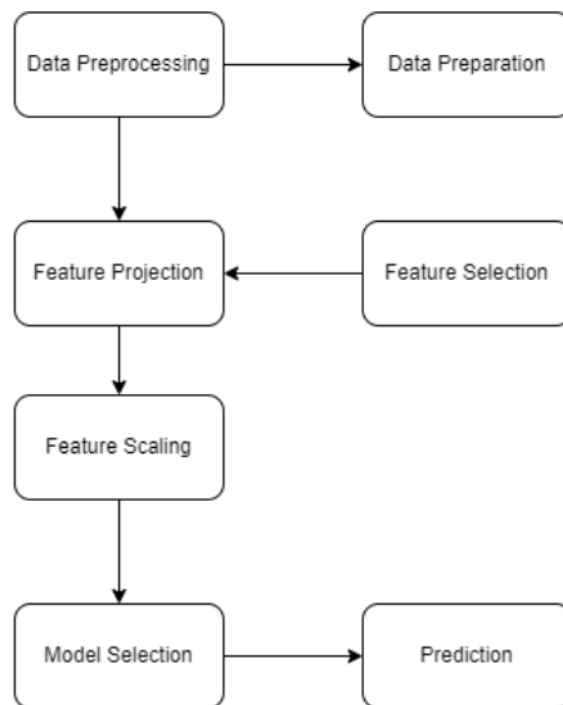 Data Preprocessing
Data Preparation
Feature Projection
Feature Selection
Feature Scaling
Model Selection
Prediction